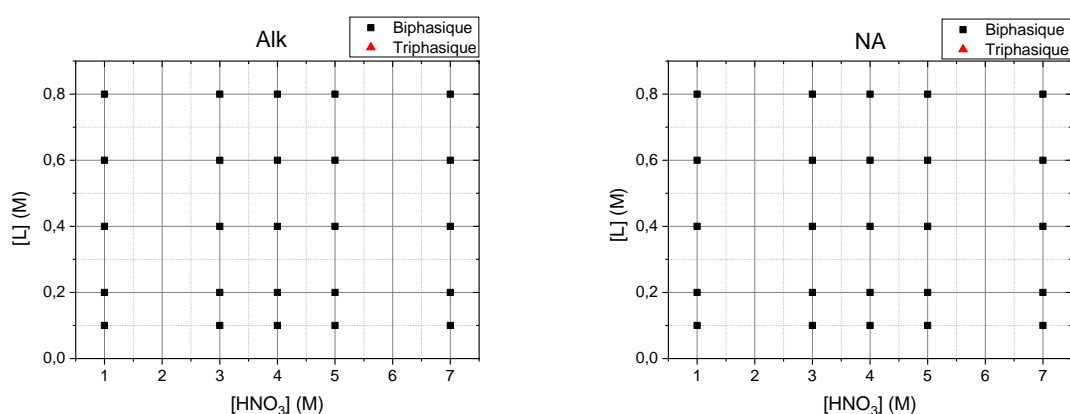 Alk
Biphasique
Triphasique
0,8
0,6
0,4
0,2
0,0
[L] (M)
1 2 3 4 5 6 7
[HNO₃] (M)
NA
Biphasique
Triphasique
0,8
0,6
0,4
0,2
0,0
[L] (M)
1 2 3 4 5 6 7
[HNO₃] (M)